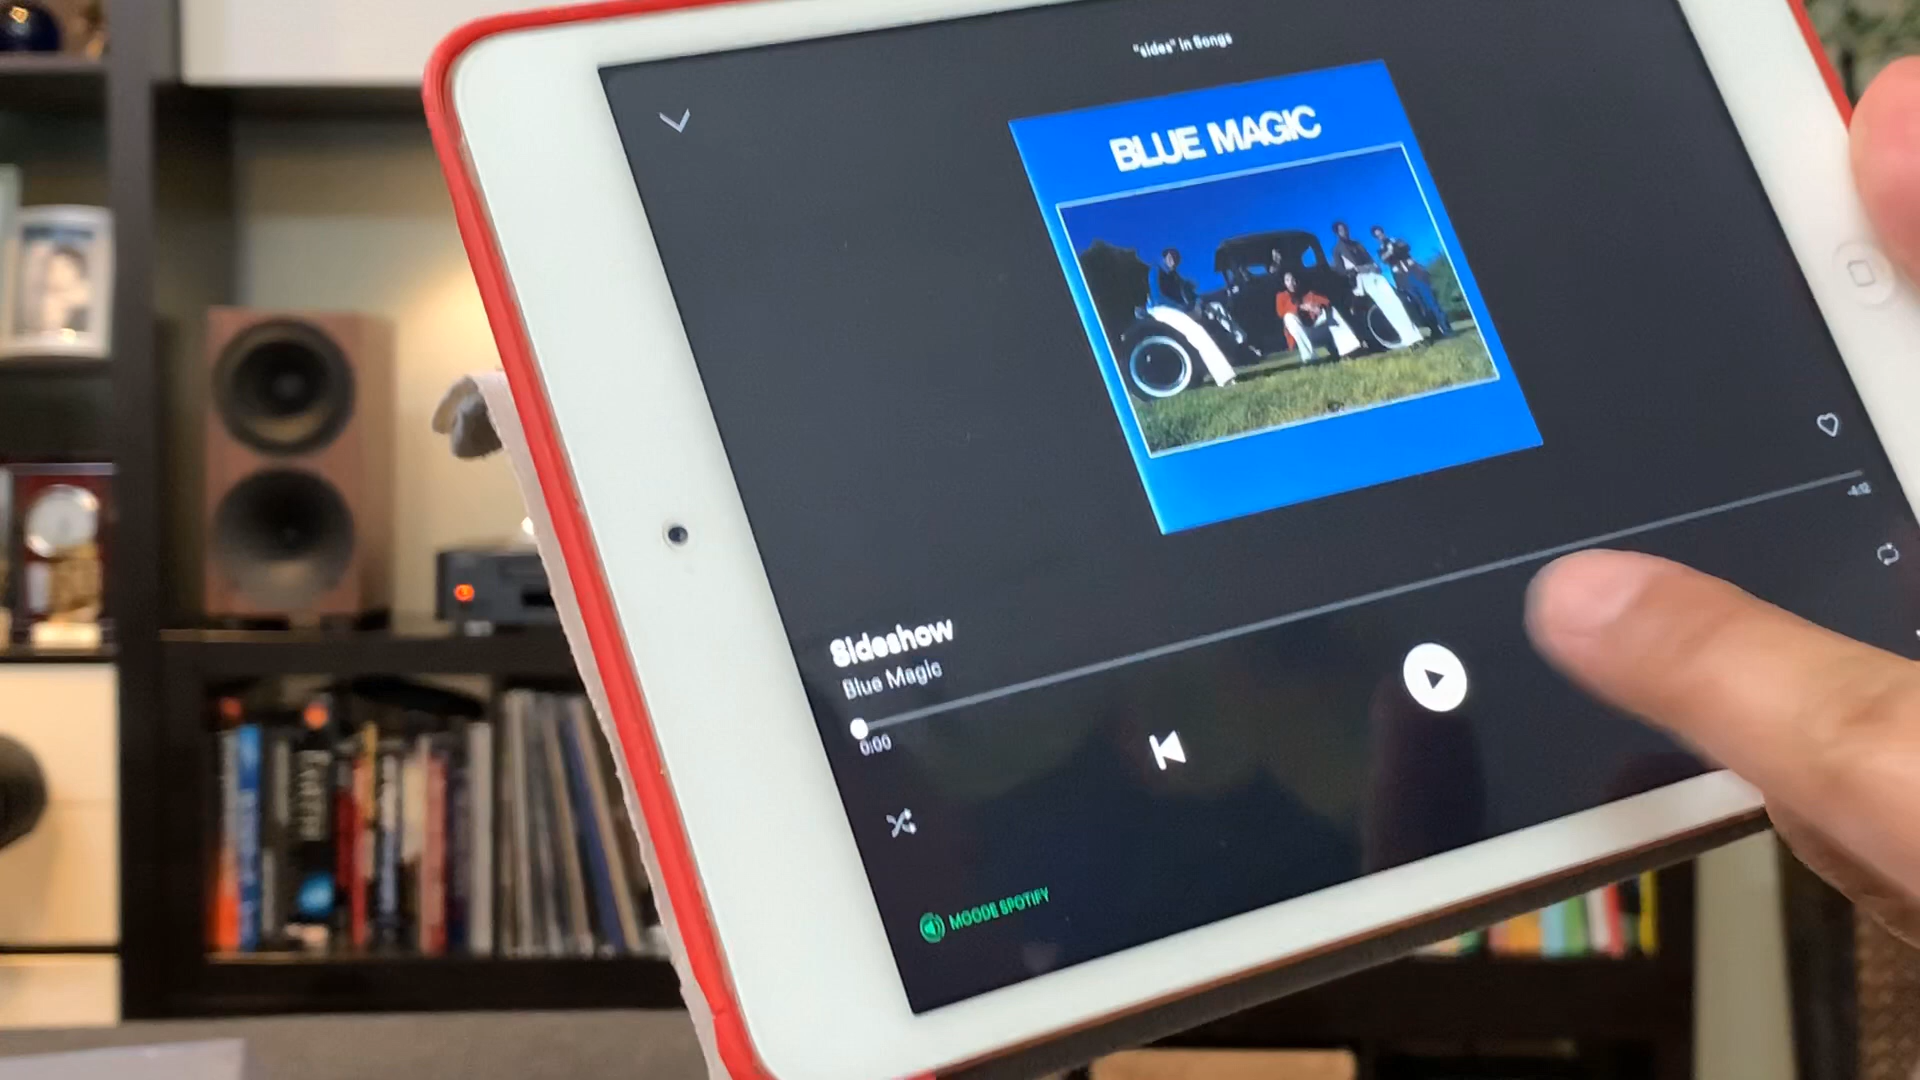 "sides" in Songs
BLUE MAGIC
-4:12
Sideshow
Blue Magic
0:00
MOODE SPOTIFY